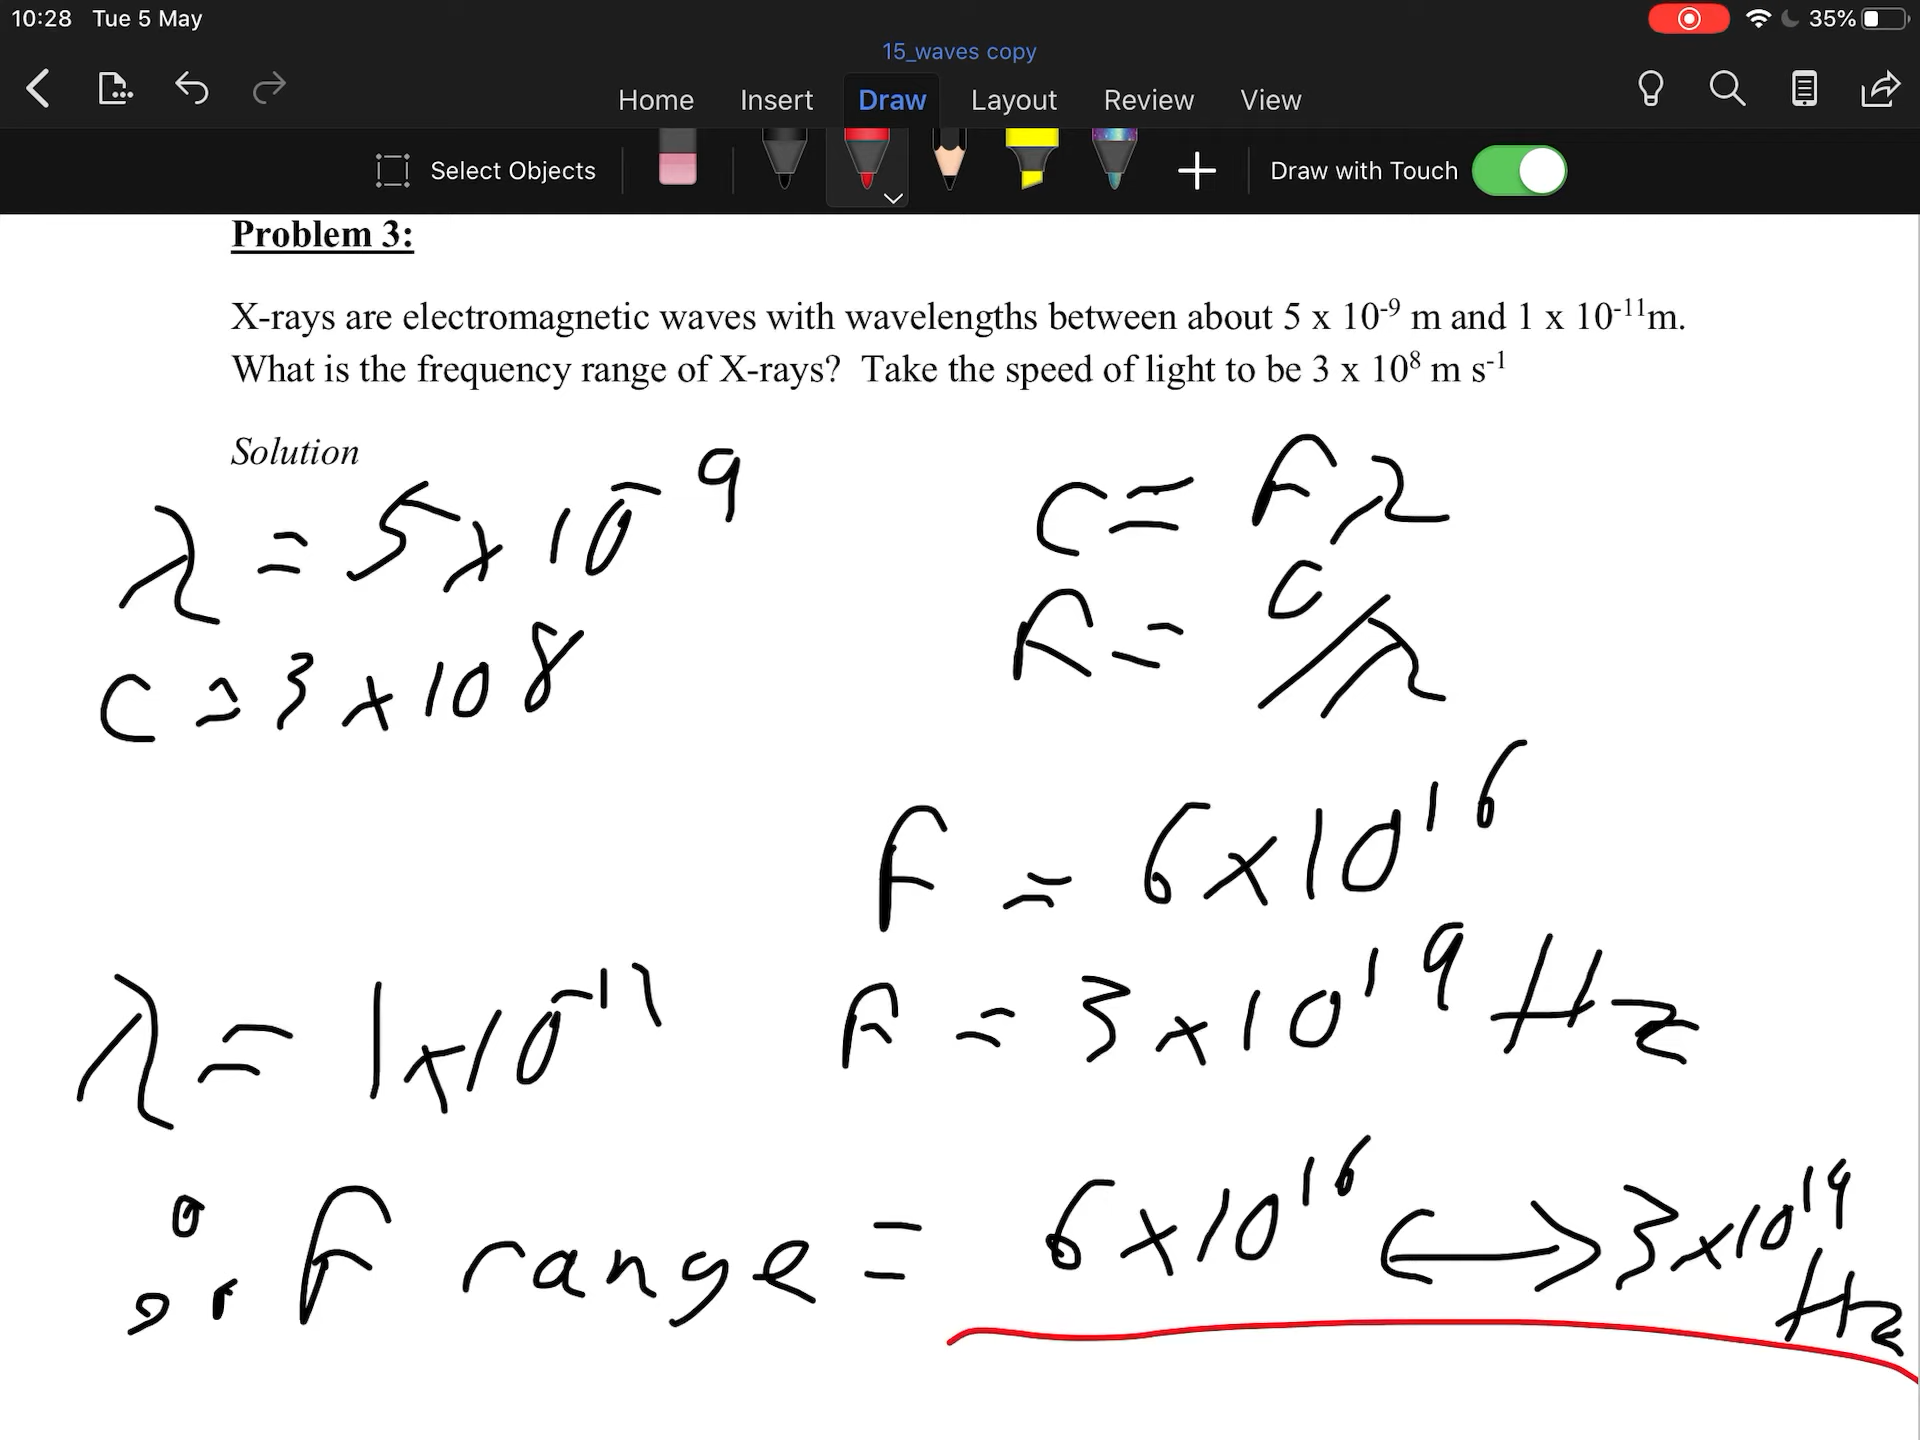 10:28 Tue 5 May 35%
15_waves copy
Home Insert Draw Layout Review View
Select Objects Draw with Touch
Problem 3:
X-rays are electromagnetic waves with wavelengths between about 5 x 10⁻⁹ m and 1 x 10⁻¹¹m.
What is the frequency range of X-rays? Take the speed of light to be 3 x 10⁸ m s⁻¹
Solution
λ = 5 x 10⁻⁹
c = fλ
c = 3 x 10⁸
f = c/λ
f = 6 x 10¹⁶
λ = 1 x 10⁻¹¹
f = 3 x 10¹⁹ Hz
∴ f range = 6 x 10¹⁶ ↔ 3 x 10¹⁹ Hz